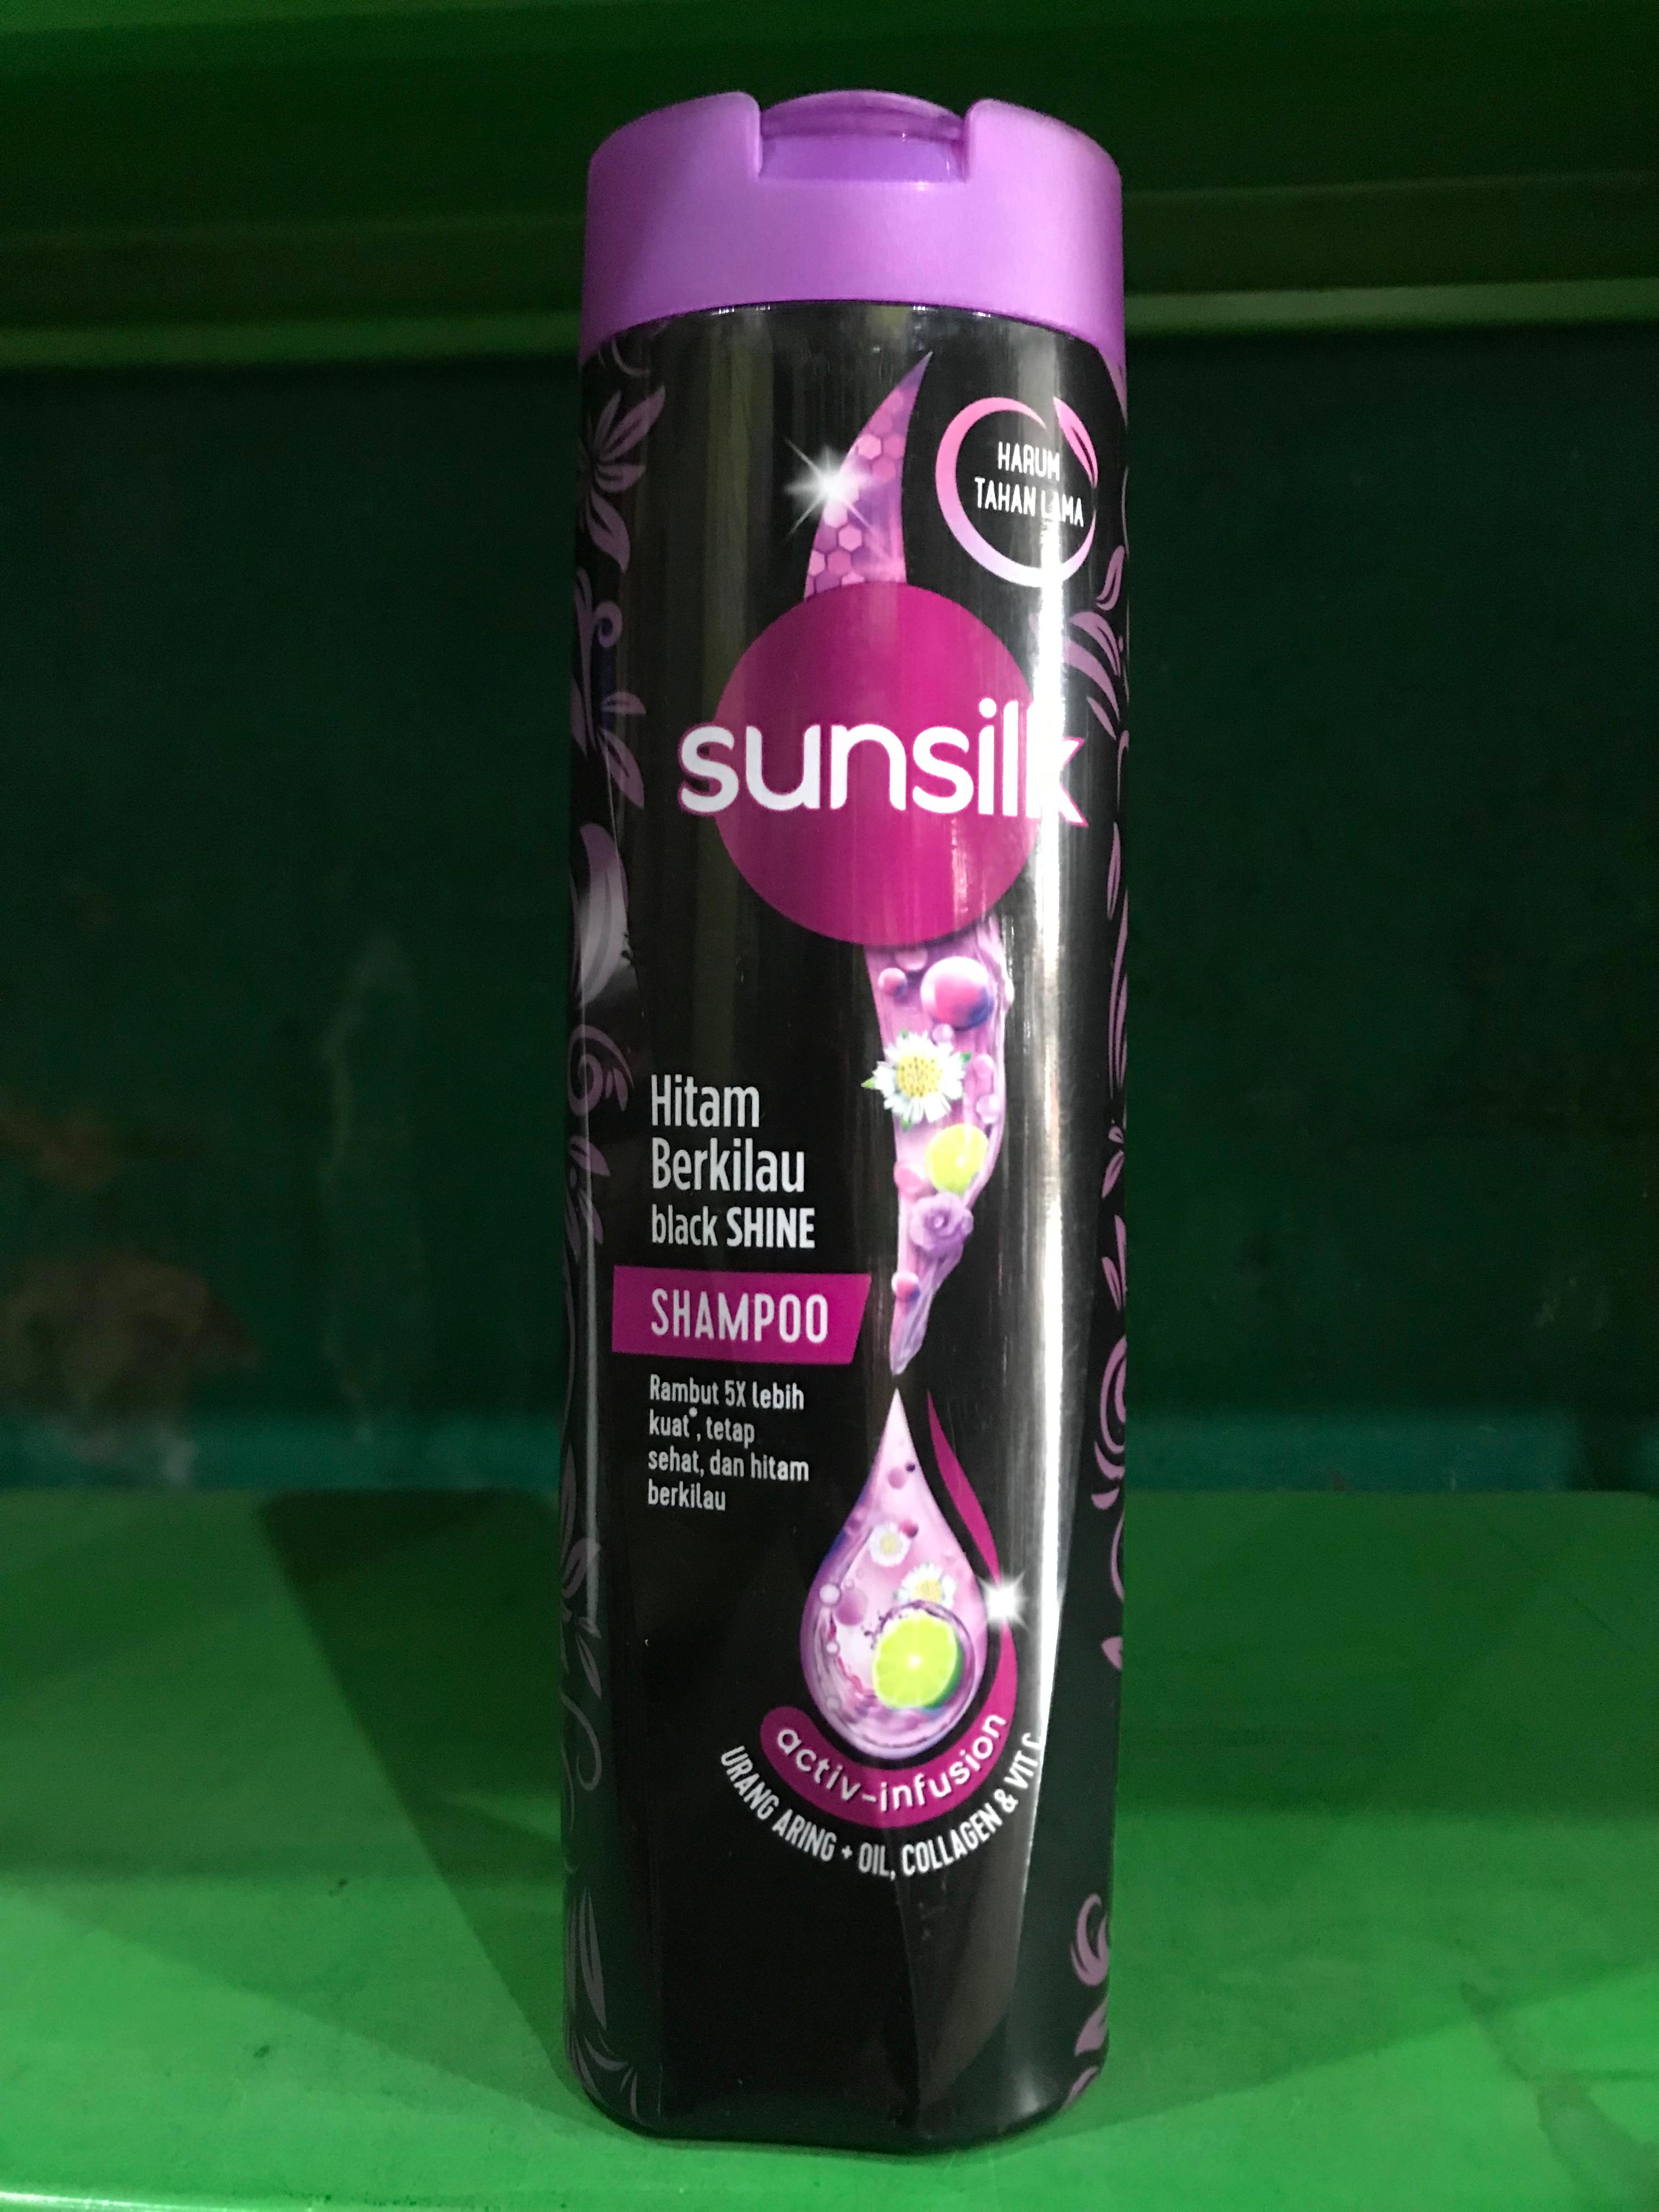 HARUM
TAHAN LAMA
sunsilk
Hitam
Berkilau
black SHINE
SHAMPOO
Rambut 5X lebih
kuat*, tetap
sehat, dan hitam
berkilau
activ-infusion
URANG ARING + OIL, COLLAGEN & VIT C